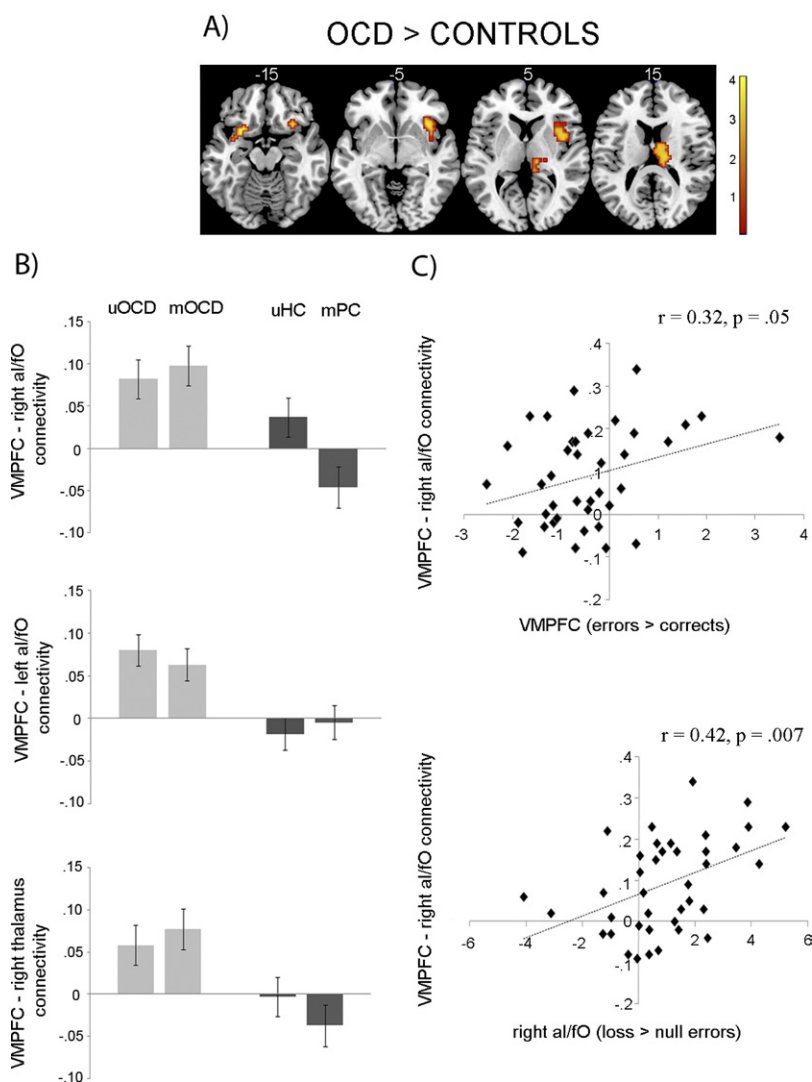 A)
OCD > CONTROLS
-15 -5 5 15
4
3
2
1
B)
uOCD mOCD uHC mPC
VMPFC - right aI/fO
connectivity
.15
.10
.05
0
-.05
-.10
VMPFC - left aI/fO
connectivity
.15
.10
.05
0
-.05
-.10
VMPFC - right thalamus
connectivity
.15
.10
.05
0
-.05
-.10
C)
r = 0.32, p = .05
VMPFC - right aI/fO connectivity
.4
.3
.2
.1
0
-.1
-.2
-3 -2 -1 0 1 2 3 4
VMPFC (errors > corrects)
r = 0.42, p = .007
VMPFC - right aI/fO connectivity
.4
.3
.2
.1
0
-.1
-.2
-6 -4 -2 0 2 4 6
right aI/fO (loss > null errors)